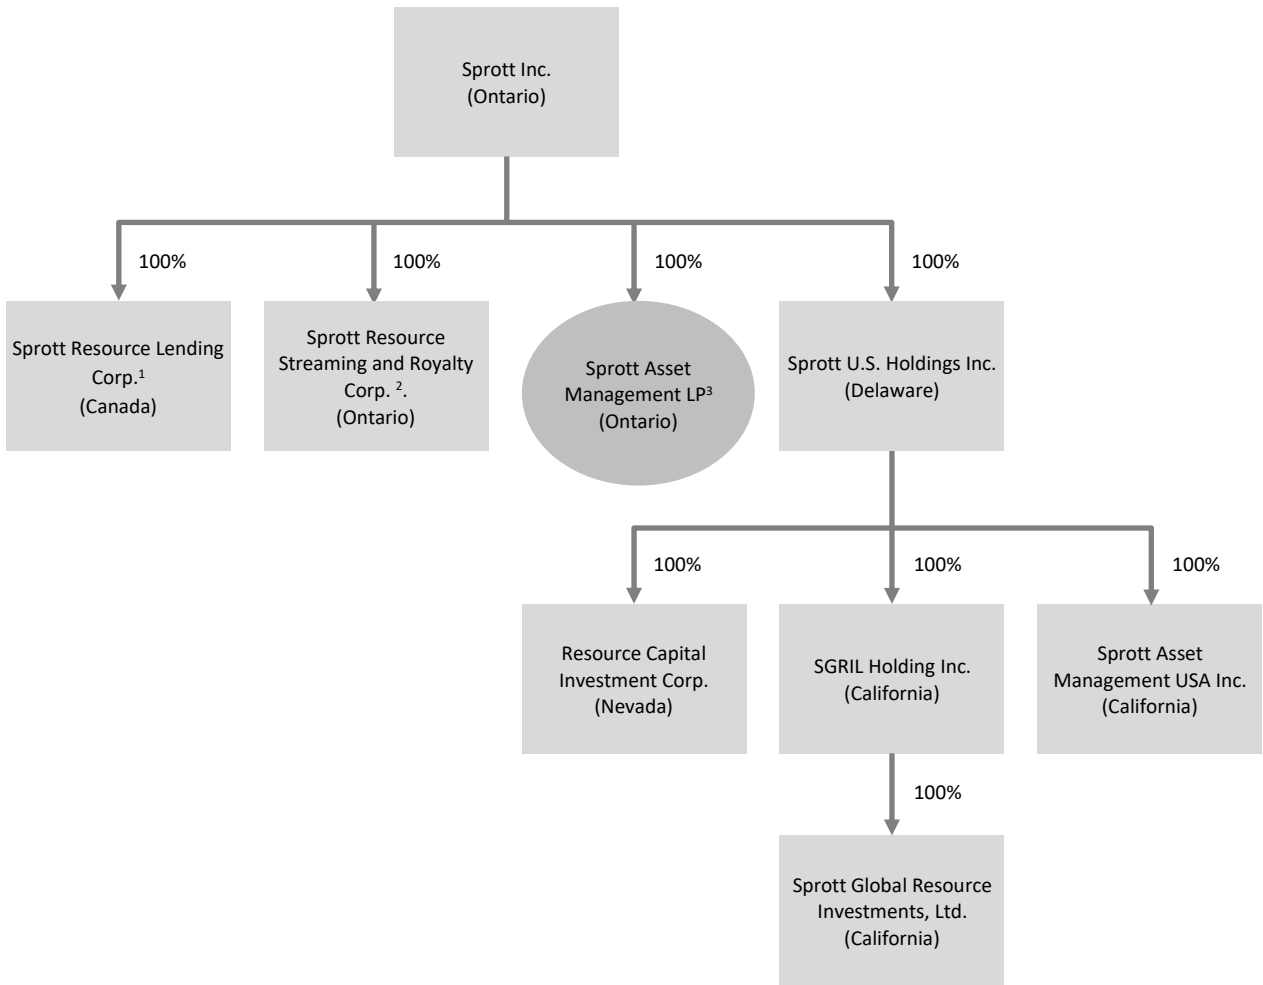 Sprott Inc.
(Ontario)
100%
100%
100%
100%
Sprott Resource Lending
Corp.¹
(Canada)
Sprott Resource
Streaming and Royalty
Corp. ².
(Ontario)
Sprott Asset
Management LP³
(Ontario)
Sprott U.S. Holdings Inc.
(Delaware)
100%
100%
100%
Resource Capital
Investment Corp.
(Nevada)
SGRIL Holding Inc.
(California)
Sprott Asset
Management USA Inc.
(California)
100%
Sprott Global Resource
Investments, Ltd.
(California)